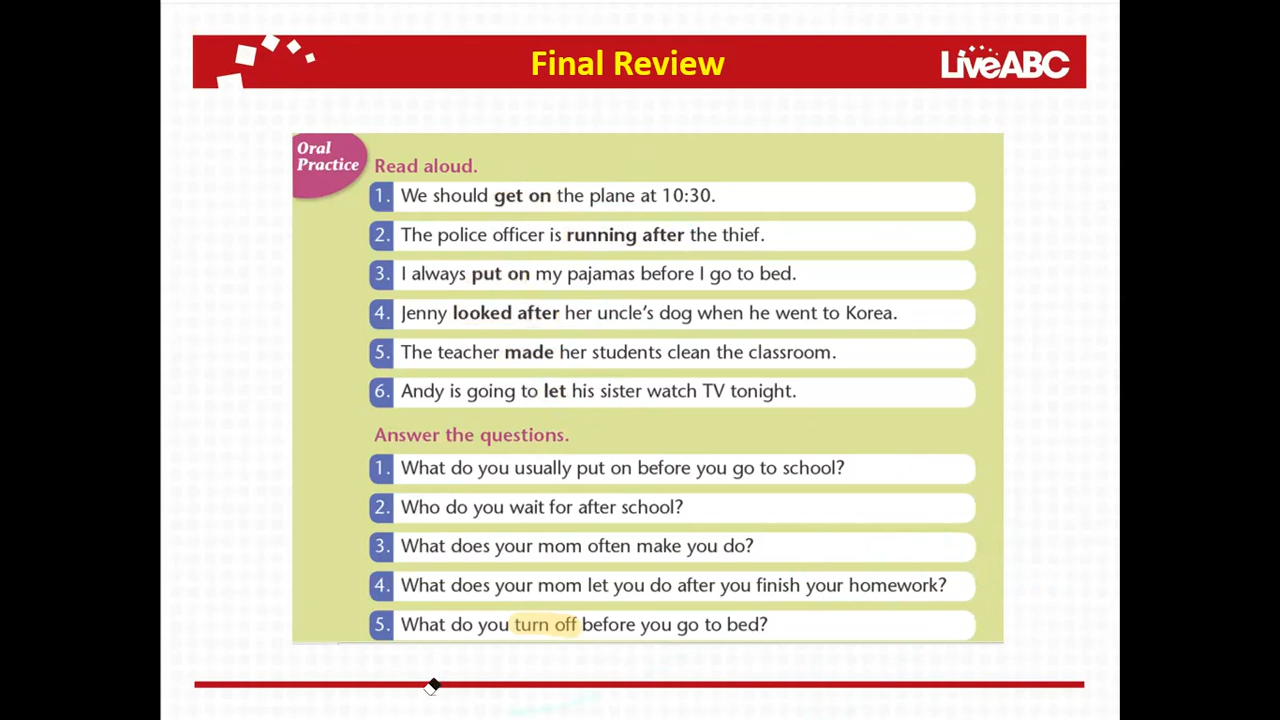 Final Review
LiveABC
Oral
Practice
Read aloud.
1. We should get on the plane at 10:30.
2. The police officer is running after the thief.
3. I always put on my pajamas before I go to bed.
4. Jenny looked after her uncle's dog when he went to Korea.
5. The teacher made her students clean the classroom.
6. Andy is going to let his sister watch TV tonight.
Answer the questions.
1. What do you usually put on before you go to school?
2. Who do you wait for after school?
3. What does your mom often make you do?
4. What does your mom let you do after you finish your homework?
5. What do you turn off before you go to bed?